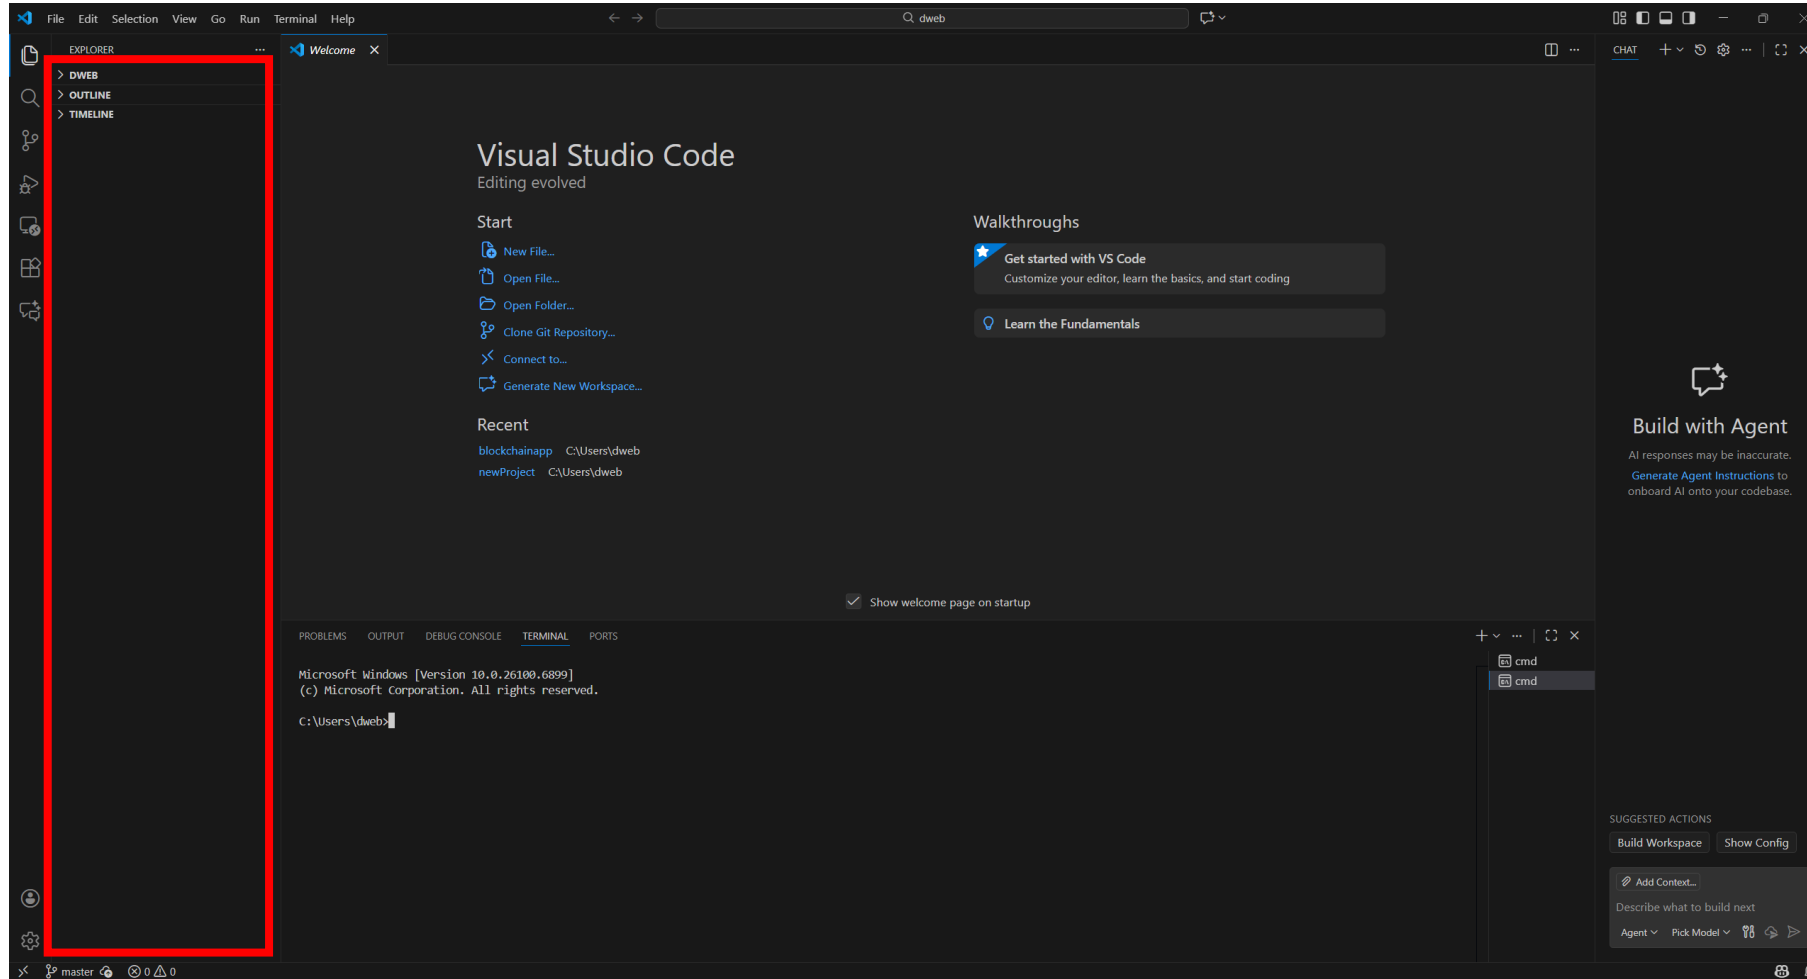 File Edit Selection View Go Run Terminal Help
dweb
EXPLORER
DWEB
OUTLINE
TIMELINE
Welcome
Visual Studio Code
Editing evolved
Start
New File...
Open File...
Open Folder...
Clone Git Repository...
Connect to...
Generate New Workspace...
Recent
blockchainapp C:\Users\dweb
newProject C:\Users\dweb
Walkthroughs
Get started with VS Code
Customize your editor, learn the basics, and start coding
Learn the Fundamentals
Show welcome page on startup
PROBLEMS OUTPUT DEBUG CONSOLE TERMINAL PORTS
Microsoft Windows [Version 10.0.26100.6899]
(c) Microsoft Corporation. All rights reserved.
C:\Users\dweb>
cmd
cmd
CHAT
Build with Agent
AI responses may be inaccurate.
Generate Agent Instructions to
onboard AI onto your codebase.
SUGGESTED ACTIONS
Build Workspace Show Config
Add Context...
Describe what to build next
Agent Pick Model
master 0 0